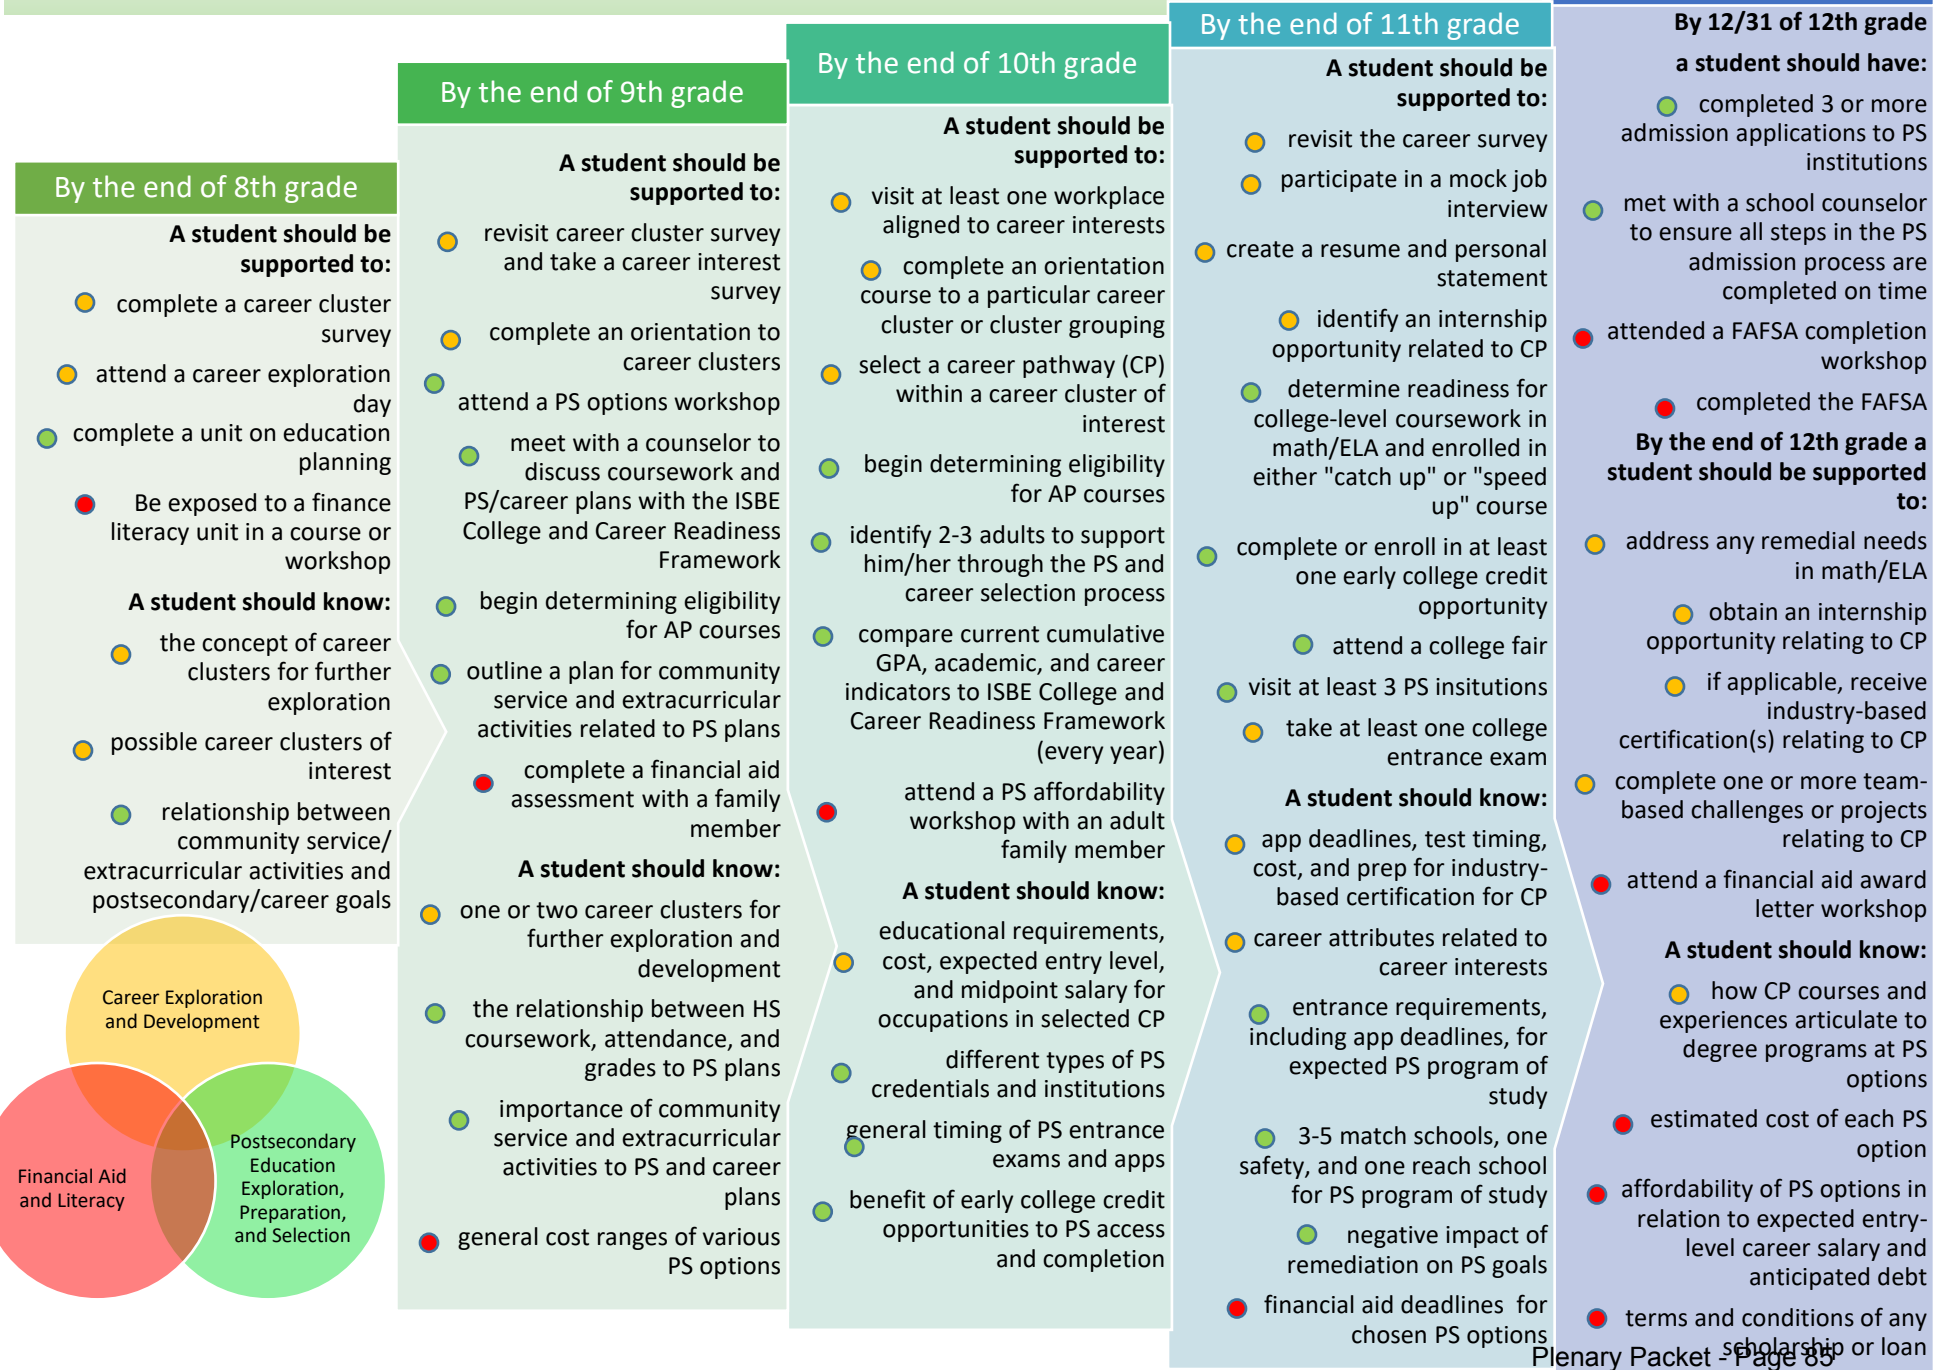 By the end of 8th grade
A student should be
supported to:
complete a career cluster
survey
attend a career exploration
day
complete a unit on education
planning
Be exposed to a finance
literacy unit in a course or
workshop
A student should know:
the concept of career
clusters for further
exploration
possible career clusters of
interest
relationship between
community service/
extracurricular activities and
postsecondary/career goals
Career Exploration
and Development
Financial Aid
and Literacy
Postsecondary
Education
Exploration,
Preparation,
and Selection
By the end of 9th grade
A student should be
supported to:
revisit career cluster survey
and take a career interest
survey
complete an orientation to
career clusters
attend a PS options workshop
meet with a counselor to
discuss coursework and
PS/career plans with the ISBE
College and Career Readiness
Framework
begin determining eligibility
for AP courses
outline a plan for community
service and extracurricular
activities related to PS plans
complete a financial aid
assessment with a family
member
A student should know:
one or two career clusters for
further exploration and
development
the relationship between HS
coursework, attendance, and
grades to PS plans
importance of community
service and extracurricular
activities to PS and career
plans
general cost ranges of various
PS options
By the end of 10th grade
A student should be
supported to:
visit at least one workplace
aligned to career interests
complete an orientation
course to a particular career
cluster or cluster grouping
select a career pathway (CP)
within a career cluster of
interest
begin determining eligibility
for AP courses
identify 2-3 adults to support
him/her through the PS and
career selection process
compare current cumulative
GPA, academic, and career
indicators to ISBE College and
Career Readiness Framework
(every year)
attend a PS affordability
workshop with an adult
family member
A student should know:
educational requirements,
cost, expected entry level,
and midpoint salary for
occupations in selected CP
different types of PS
credentials and institutions
general timing of PS entrance
exams and apps
benefit of early college credit
opportunities to PS access
and completion
By the end of 11th grade
A student should be
supported to:
revisit the career survey
participate in a mock job
interview
create a resume and personal
statement
identify an internship
opportunity related to CP
determine readiness for
college-level coursework in
math/ELA and enrolled in
either "catch up" or "speed
up" course
complete or enroll in at least
one early college credit
opportunity
attend a college fair
visit at least 3 PS insitutions
take at least one college
entrance exam
A student should know:
app deadlines, test timing,
cost, and prep for industry-
based certification for CP
career attributes related to
career interests
entrance requirements,
including app deadlines, for
expected PS program of
study
3-5 match schools, one
safety, and one reach school
for PS program of study
negative impact of
remediation on PS goals
financial aid deadlines for
chosen PS options
By 12/31 of 12th grade
a student should have:
completed 3 or more
admission applications to PS
institutions
met with a school counselor
to ensure all steps in the PS
admission process are
completed on time
attended a FAFSA completion
workshop
completed the FAFSA
By the end of 12th grade a
student should be supported
to:
address any remedial needs
in math/ELA
obtain an internship
opportunity relating to CP
if applicable, receive
industry-based
certification(s) relating to CP
complete one or more team-
based challenges or projects
relating to CP
attend a financial aid award
letter workshop
A student should know:
how CP courses and
experiences articulate to
degree programs at PS
options
estimated cost of each PS
option
affordability of PS options in
relation to expected entry-
level career salary and
anticipated debt
terms and conditions of any
scholarship or loan
Plenary Packet - Page 85